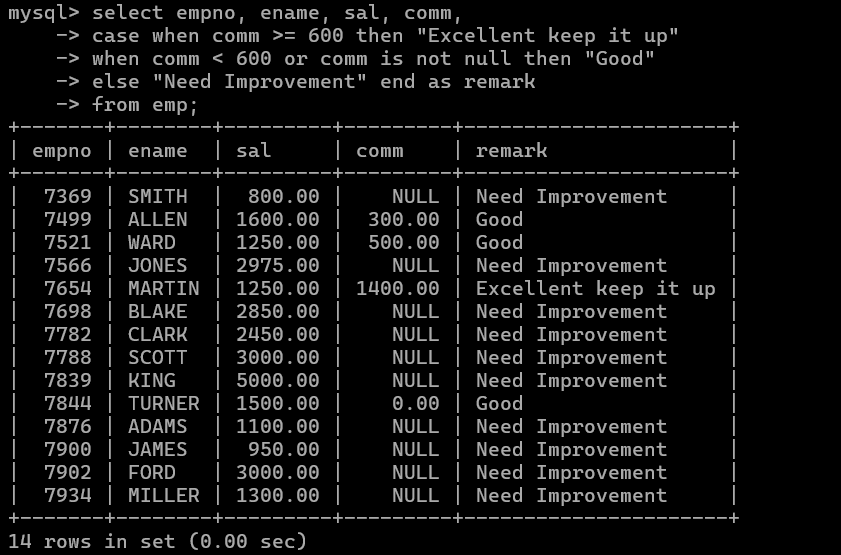 mysql> select empno, ename, sal, comm,
    -> case when comm >= 600 then "Excellent keep it up"
    -> when comm < 600 or comm is not null then "Good"
    -> else "Need Improvement" end as remark
    -> from emp;
+-------+--------+---------+---------+----------------------+
| empno | ename  | sal     | comm    | remark               |
+-------+--------+---------+---------+----------------------+
|  7369 | SMITH  |  800.00 |    NULL | Need Improvement     |
|  7499 | ALLEN  | 1600.00 |  300.00 | Good                 |
|  7521 | WARD   | 1250.00 |  500.00 | Good                 |
|  7566 | JONES  | 2975.00 |    NULL | Need Improvement     |
|  7654 | MARTIN | 1250.00 | 1400.00 | Excellent keep it up |
|  7698 | BLAKE  | 2850.00 |    NULL | Need Improvement     |
|  7782 | CLARK  | 2450.00 |    NULL | Need Improvement     |
|  7788 | SCOTT  | 3000.00 |    NULL | Need Improvement     |
|  7839 | KING   | 5000.00 |    NULL | Need Improvement     |
|  7844 | TURNER | 1500.00 |    0.00 | Good                 |
|  7876 | ADAMS  | 1100.00 |    NULL | Need Improvement     |
|  7900 | JAMES  |  950.00 |    NULL | Need Improvement     |
|  7902 | FORD   | 3000.00 |    NULL | Need Improvement     |
|  7934 | MILLER | 1300.00 |    NULL | Need Improvement     |
+-------+--------+---------+---------+----------------------+
14 rows in set (0.00 sec)